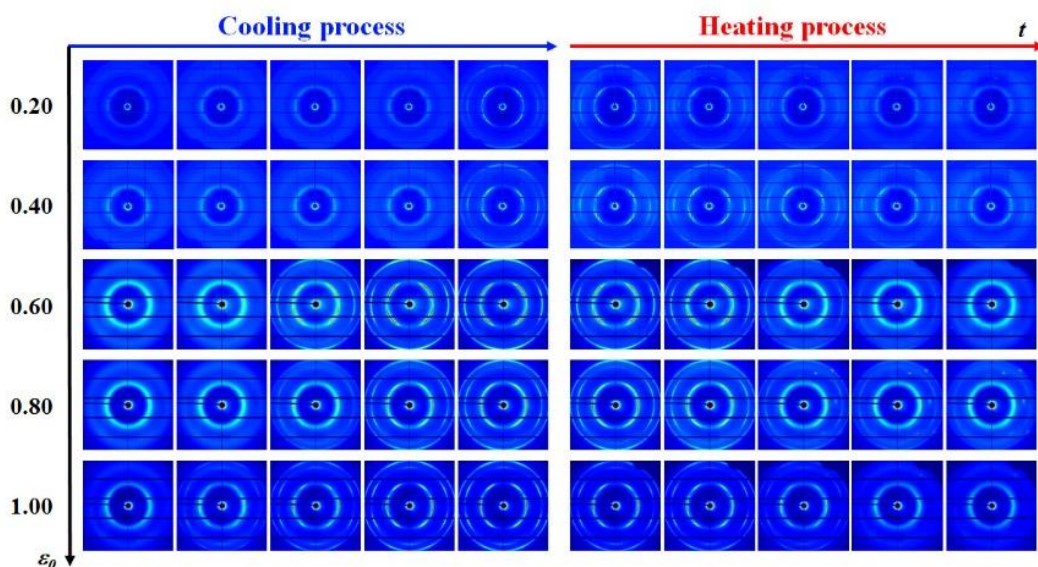 Cooling process
Heating process
t
0.20
0.40
0.60
0.80
1.00
ε₀